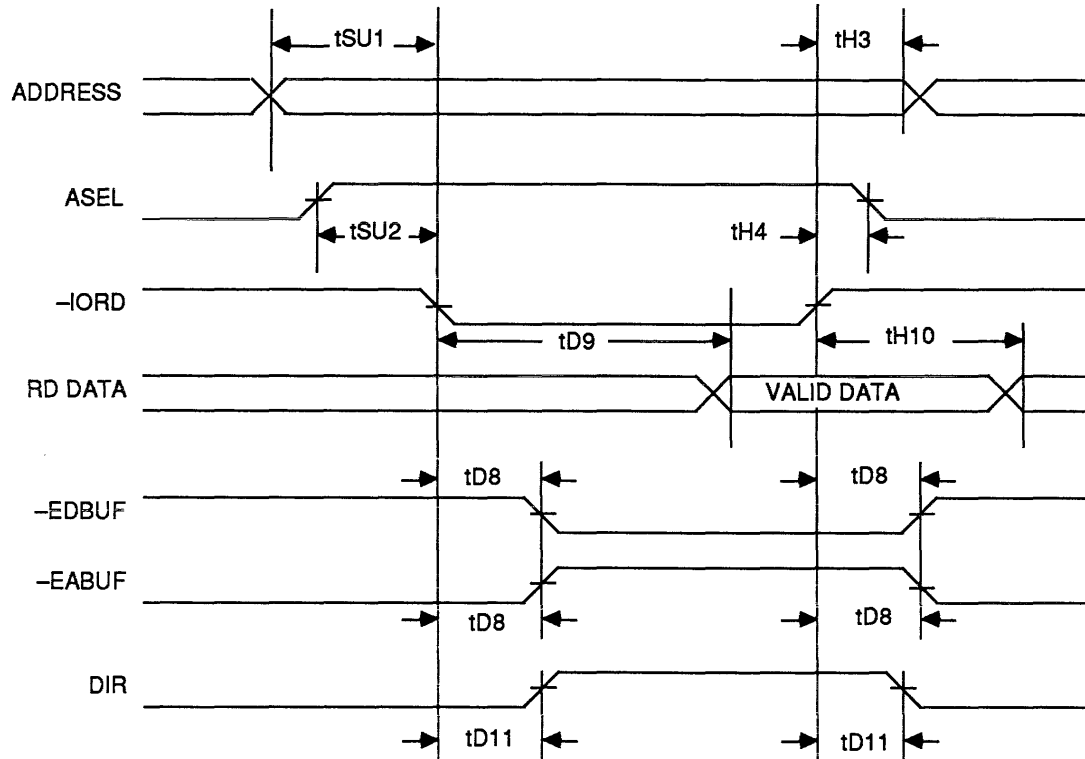 tSU1 tH3
ADDRESS
ASEL
tSU2 tH4
–IORD
tD9 tH10
RD DATA VALID DATA
tD8 tD8
–EDBUF
–EABUF
tD8 tD8
DIR
tD11 tD11